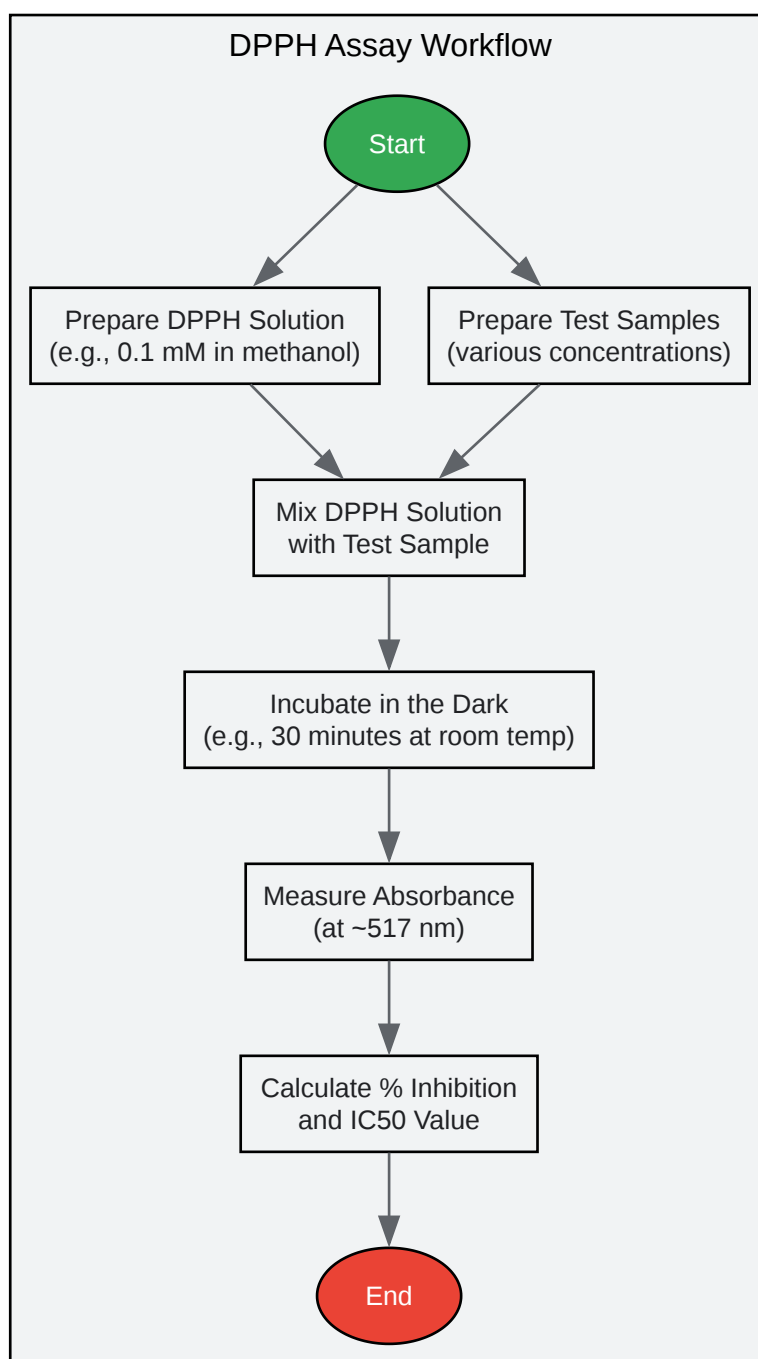 DPPH Assay Workflow
Start
Prepare DPPH Solution
(e.g., 0.1 mM in methanol)
Prepare Test Samples
(various concentrations)
Mix DPPH Solution
with Test Sample
Incubate in the Dark
(e.g., 30 minutes at room temp)
Measure Absorbance
(at ~517 nm)
Calculate % Inhibition
and IC50 Value
End